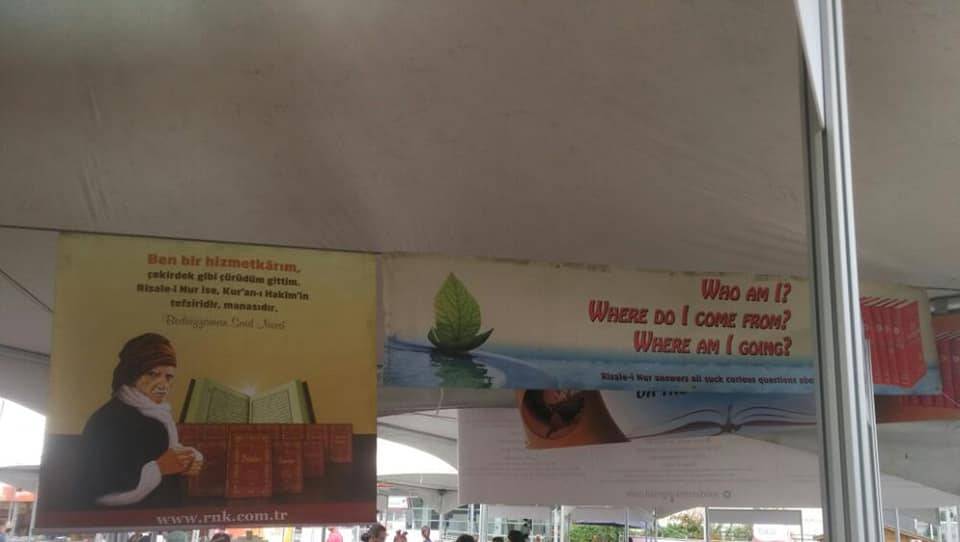 Ben bir hizmetkârım,
çekirdek gibi çürüdüm gittim.
Risale-i Nur ise, Kur'an-ı Hakîm'in
tefsiridir, manasıdır.
Bediüzzaman Said Nursî
www.rnk.com.tr
WHO AM I?
WHERE DO I COME FROM?
WHERE AM I GOING?
Risale-i Nur answers all such curious questions abo